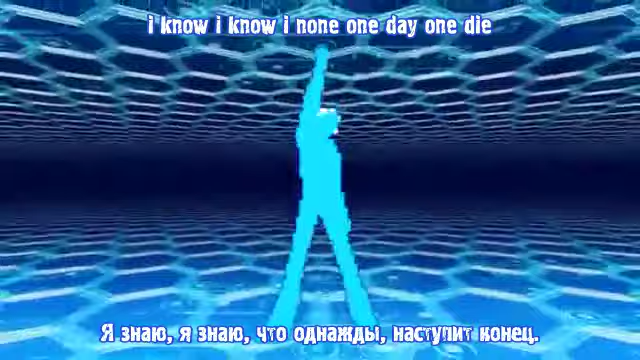 i know i know i none one day one die
Я знаю, я знаю, что однажды, наступит конец.